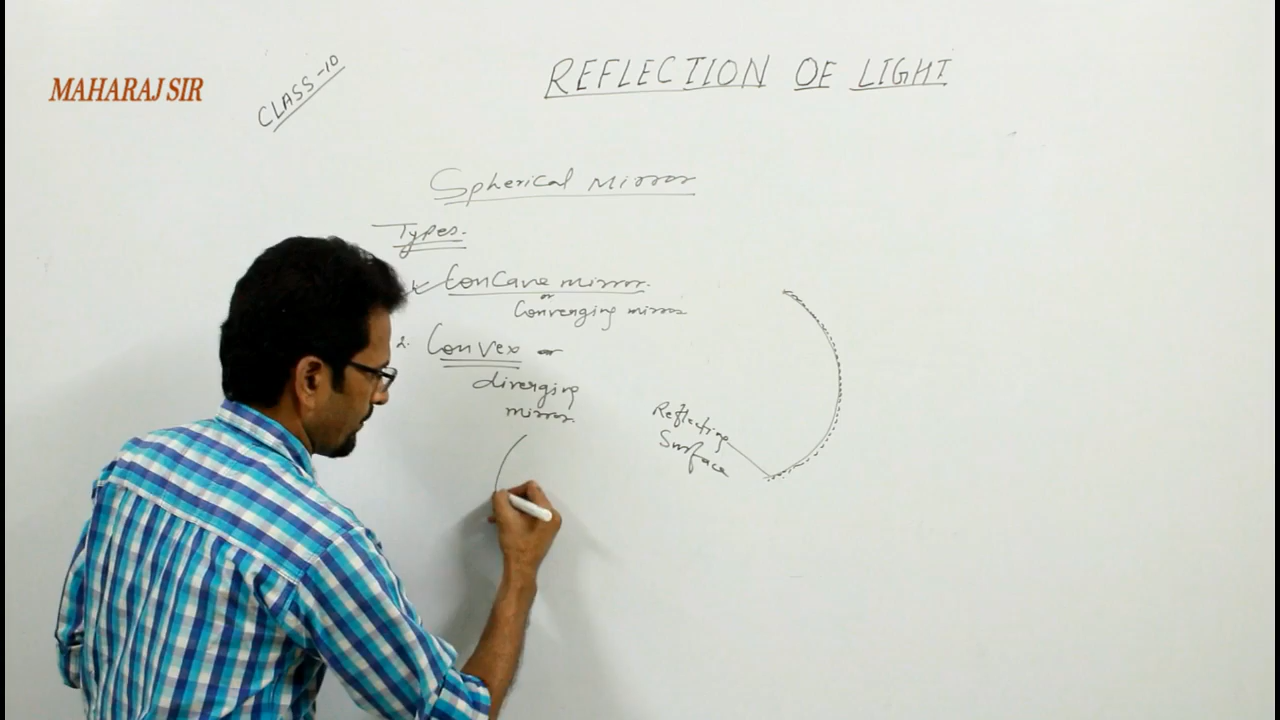 MAHARAJ SIR
CLASS-10
REFLECTION OF LIGHT
Spherical mirror
Types.
Concave mirror.
or
Converging mirror
2. Convex or
diverging
mirror.
Reflecting
Surface